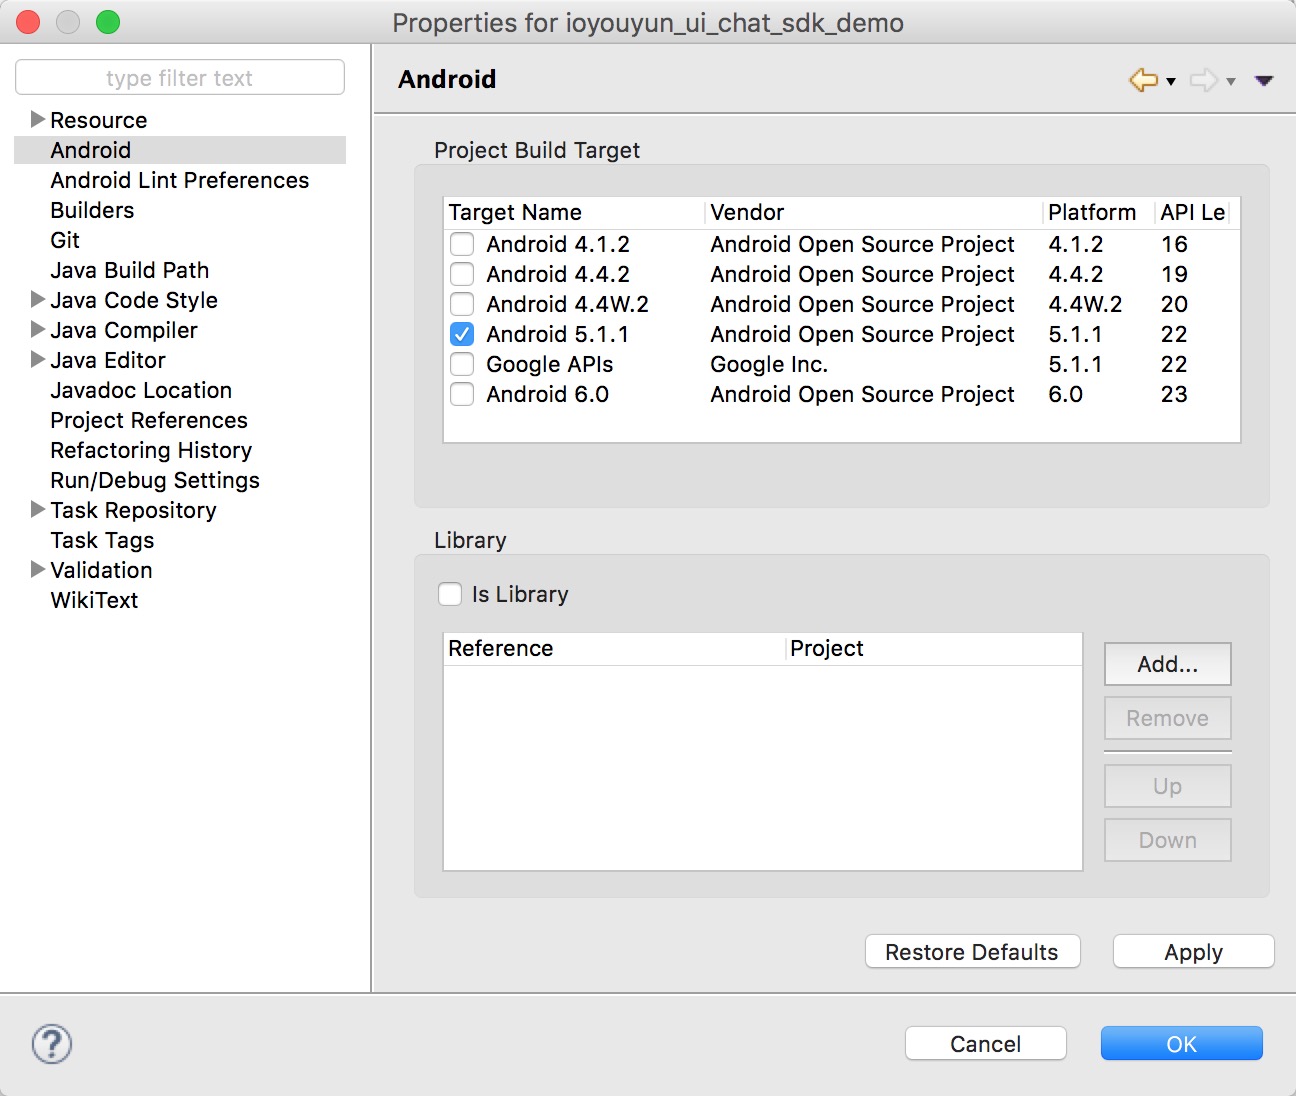 Properties for ioyouyun_ui_chat_sdk_demo
type filter text
Resource
Android
Android Lint Preferences
Builders
Git
Java Build Path
Java Code Style
Java Compiler
Java Editor
Javadoc Location
Project References
Refactoring History
Run/Debug Settings
Task Repository
Task Tags
Validation
WikiText
Android
Project Build Target
Target Name Vendor Platform API Le
Android 4.1.2 Android Open Source Project 4.1.2 16
Android 4.4.2 Android Open Source Project 4.4.2 19
Android 4.4W.2 Android Open Source Project 4.4W.2 20
Android 5.1.1 Android Open Source Project 5.1.1 22
Google APIs Google Inc. 5.1.1 22
Android 6.0 Android Open Source Project 6.0 23
Library
Is Library
Reference Project
Add...
Remove
Up
Down
Restore Defaults Apply
? Cancel OK